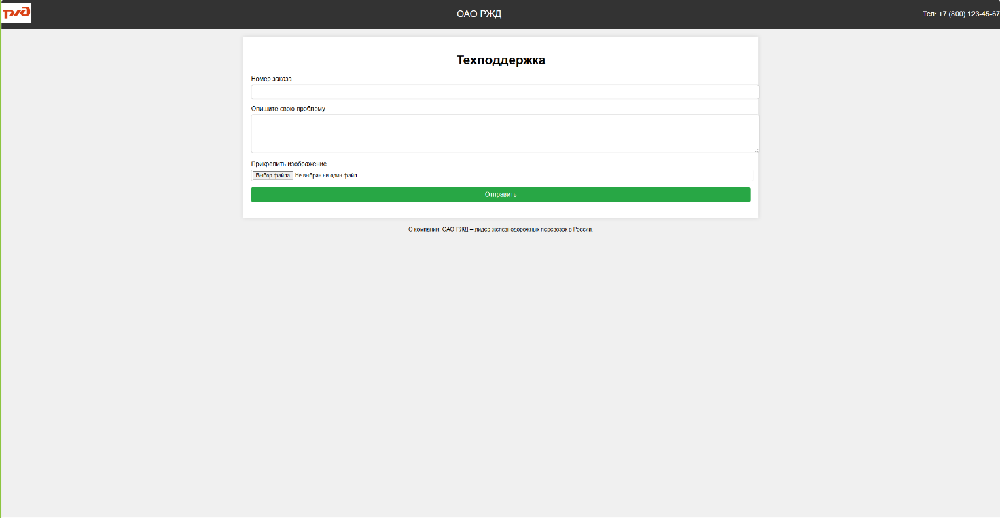 ржд
ОАО РЖД
Тел: +7 (800) 123-45-67
Техподдержка
Номер заказа
Опишите свою проблему
Прикрепить изображение
Выбор файла Не выбран ни один файл
Отправить
О компании: ОАО РЖД – лидер железнодорожных перевозок в России.